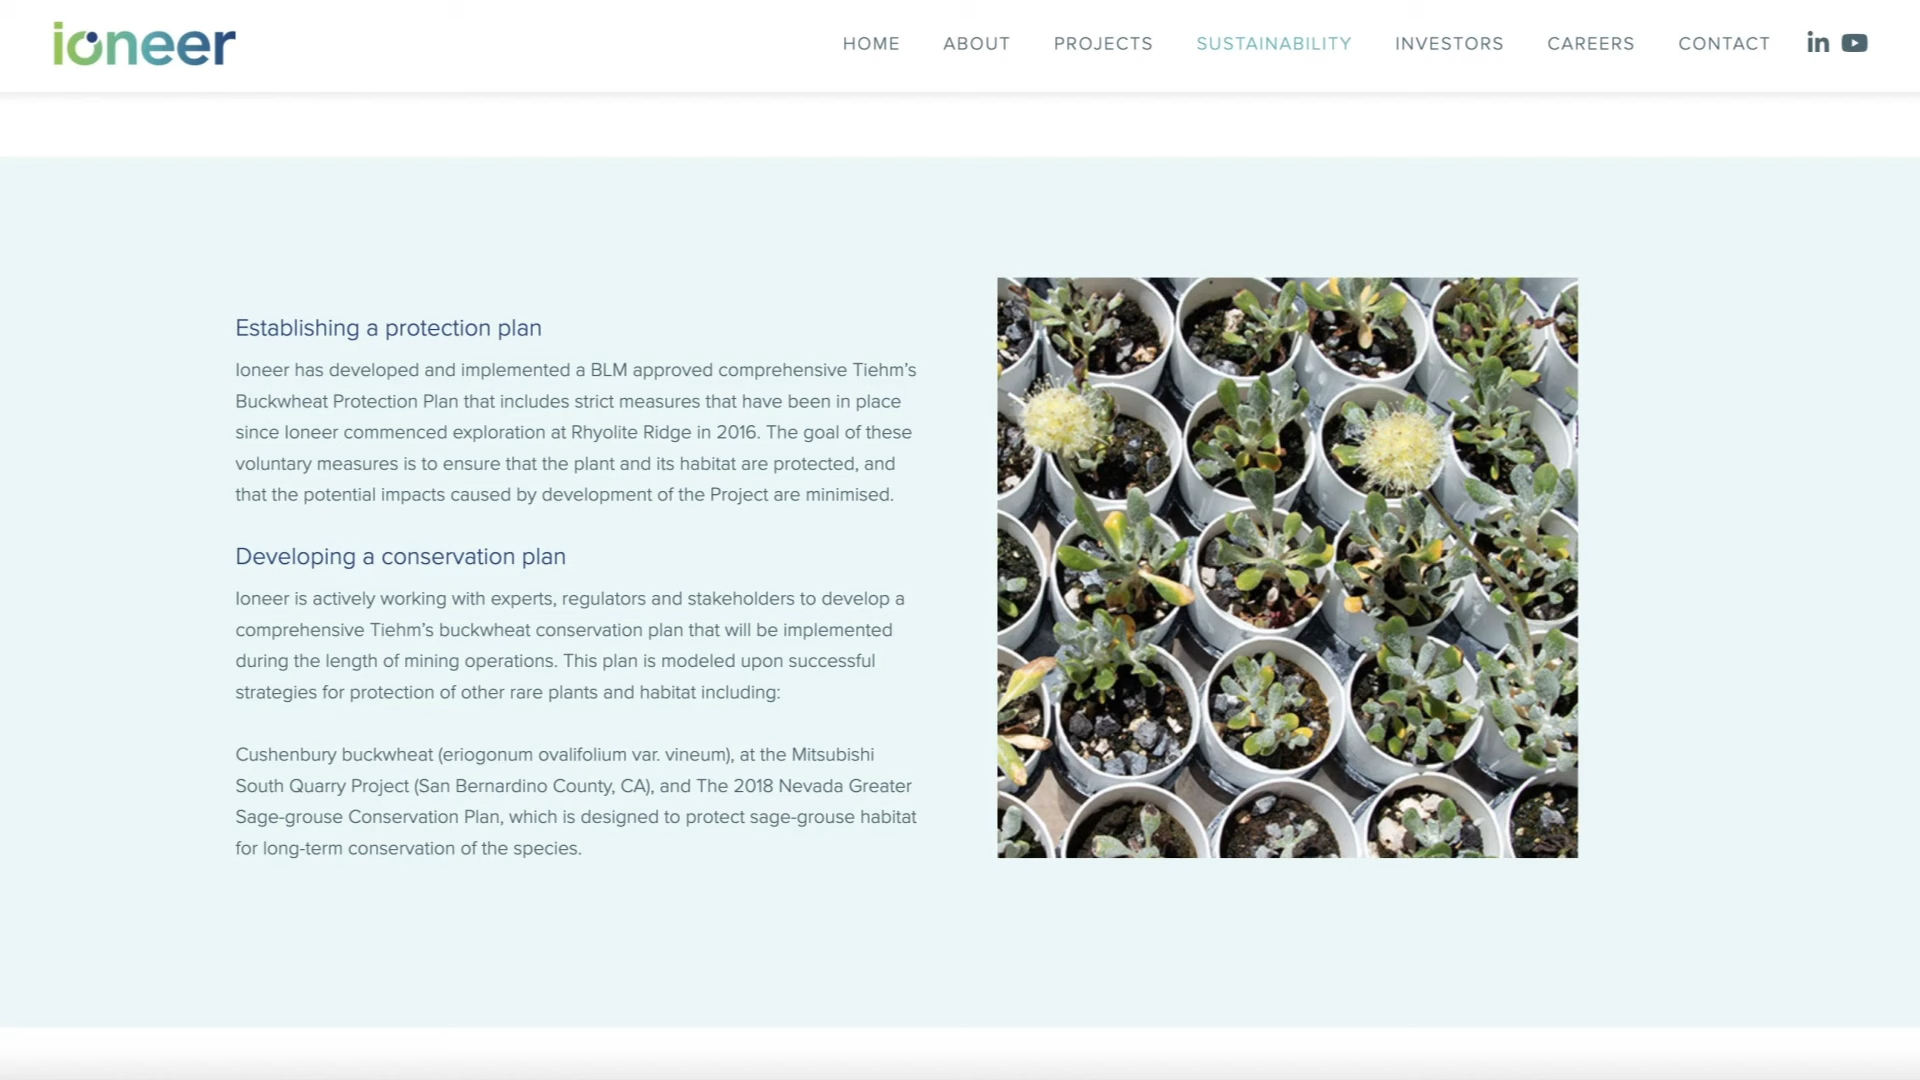 ioneer
HOME ABOUT PROJECTS SUSTAINABILITY INVESTORS CAREERS CONTACT in
Establishing a protection plan
Ioneer has developed and implemented a BLM approved comprehensive Tiehm’s
Buckwheat Protection Plan that includes strict measures that have been in place
since Ioneer commenced exploration at Rhyolite Ridge in 2016. The goal of these
voluntary measures is to ensure that the plant and its habitat are protected, and
that the potential impacts caused by development of the Project are minimised.
Developing a conservation plan
Ioneer is actively working with experts, regulators and stakeholders to develop a
comprehensive Tiehm’s buckwheat conservation plan that will be implemented
during the length of mining operations. This plan is modeled upon successful
strategies for protection of other rare plants and habitat including:
Cushenbury buckwheat (eriogonum ovalifolium var. vineum), at the Mitsubishi
South Quarry Project (San Bernardino County, CA), and The 2018 Nevada Greater
Sage-grouse Conservation Plan, which is designed to protect sage-grouse habitat
for long-term conservation of the species.